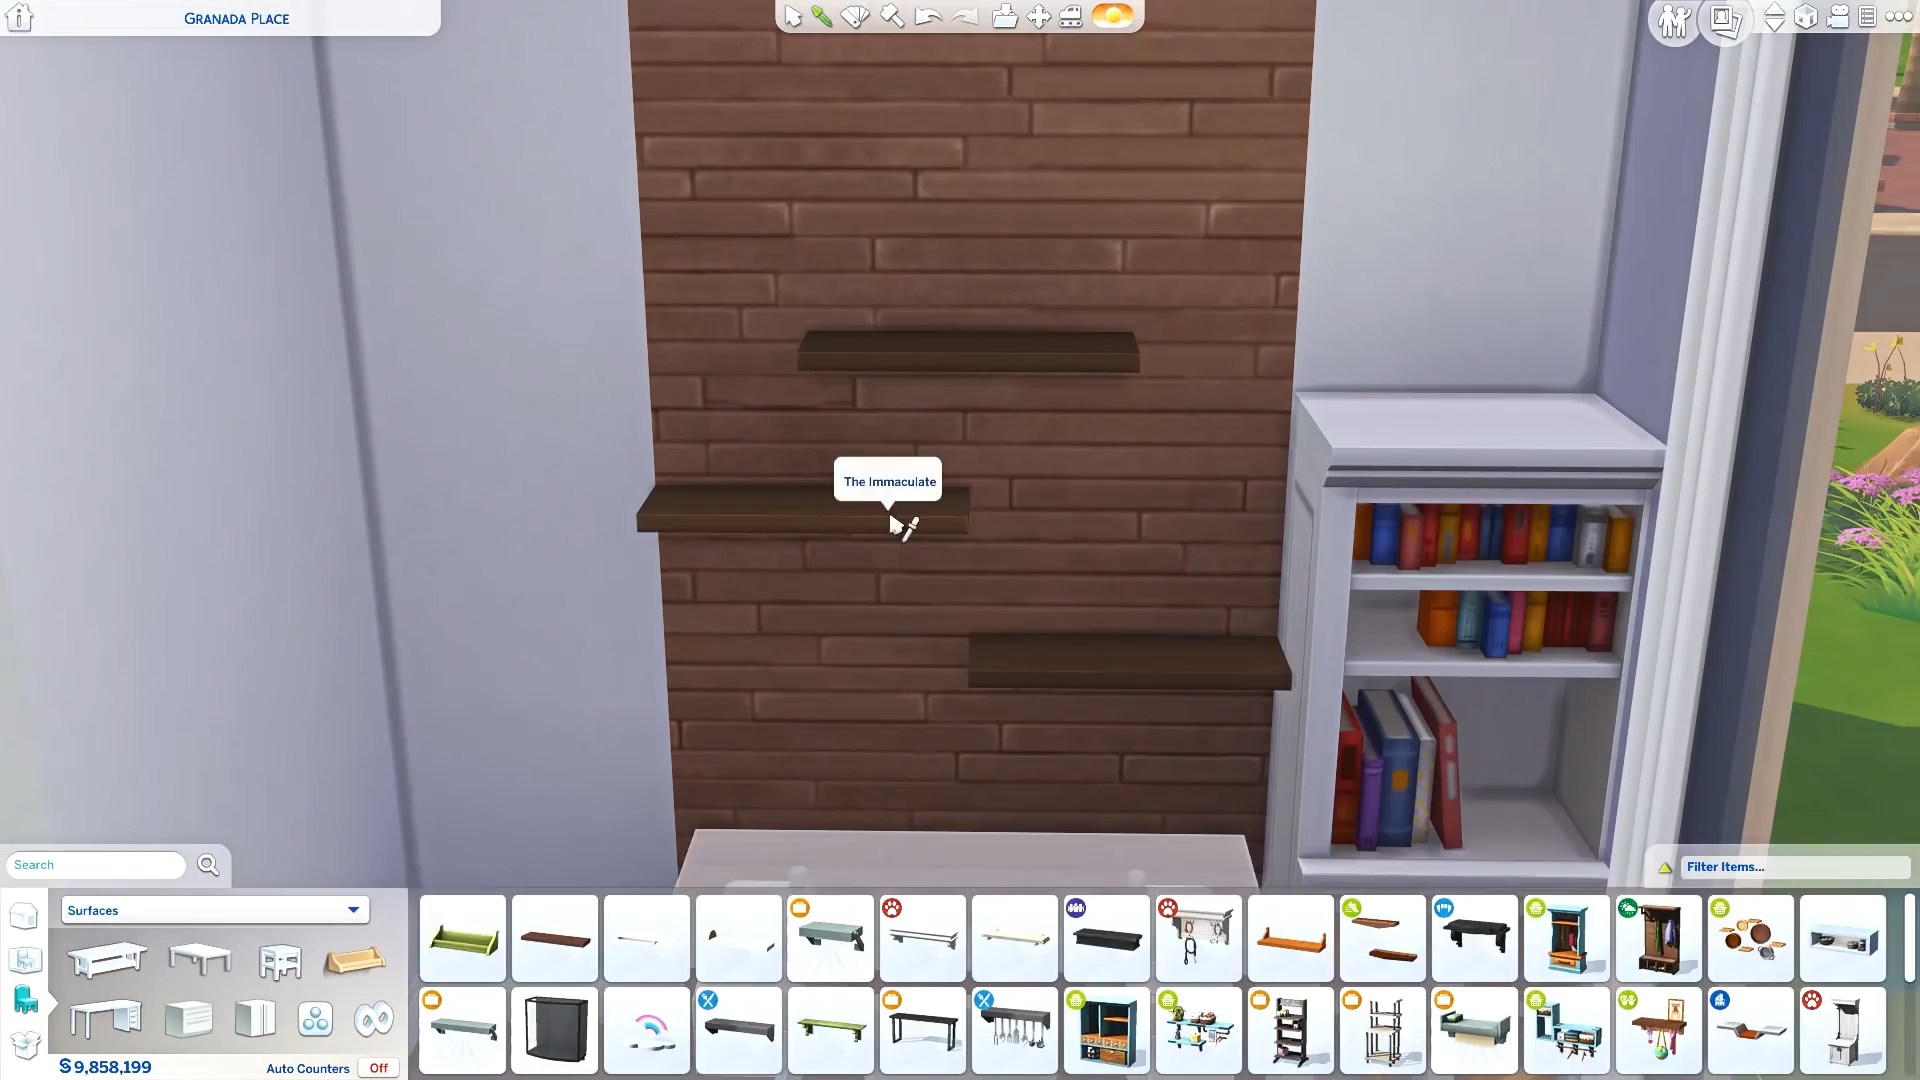 Granada Place
The Immaculate
Search
Filter Items...
Surfaces
§9,858,199
Auto Counters Off